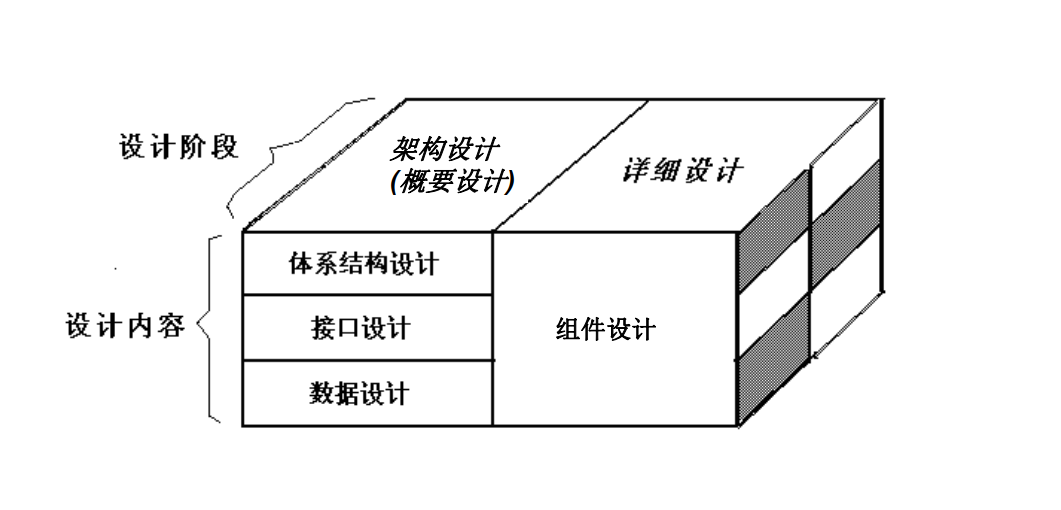 设计阶段
架构设计
(概要设计)
详细设计
设计内容
体系结构设计
接口设计
数据设计
组件设计